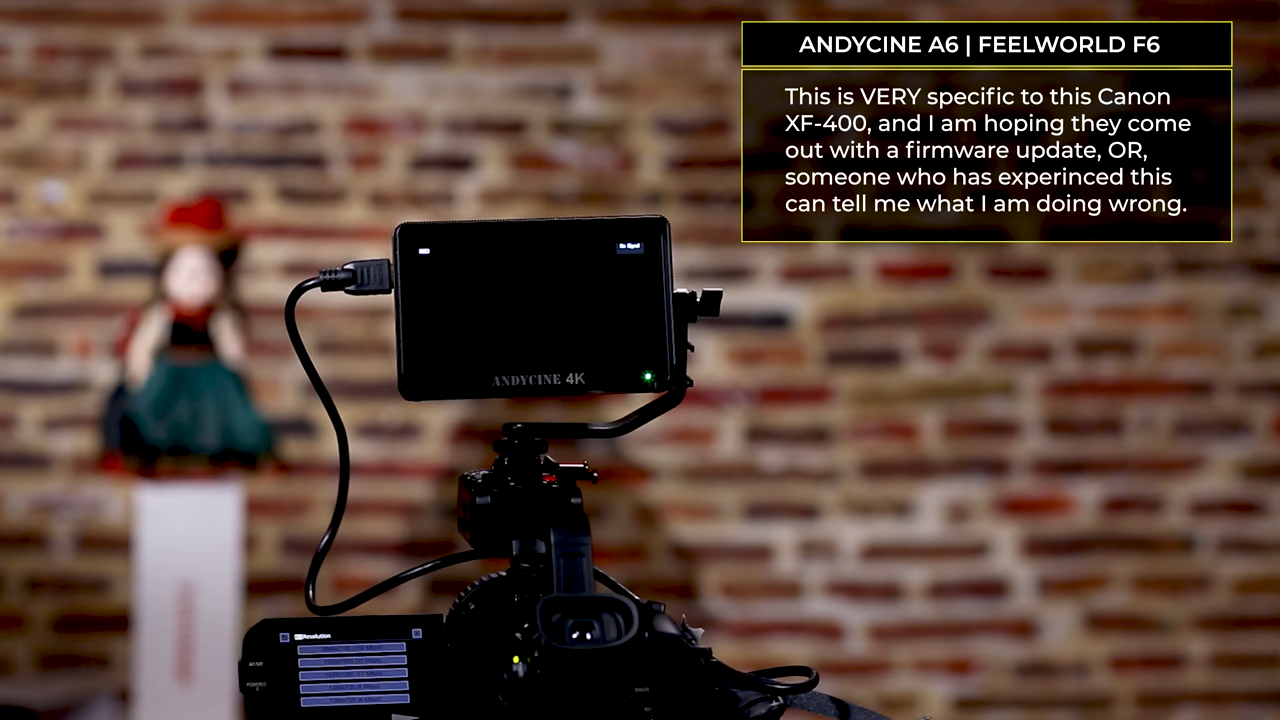 ANDYCINE A6 | FEELWORLD F6
This is VERY specific to this Canon
XF-400, and I am hoping they come
out with a firmware update, OR,
someone who has experinced this
can tell me what I am doing wrong.
No Signal
ANDYCINE 4K
Resolution